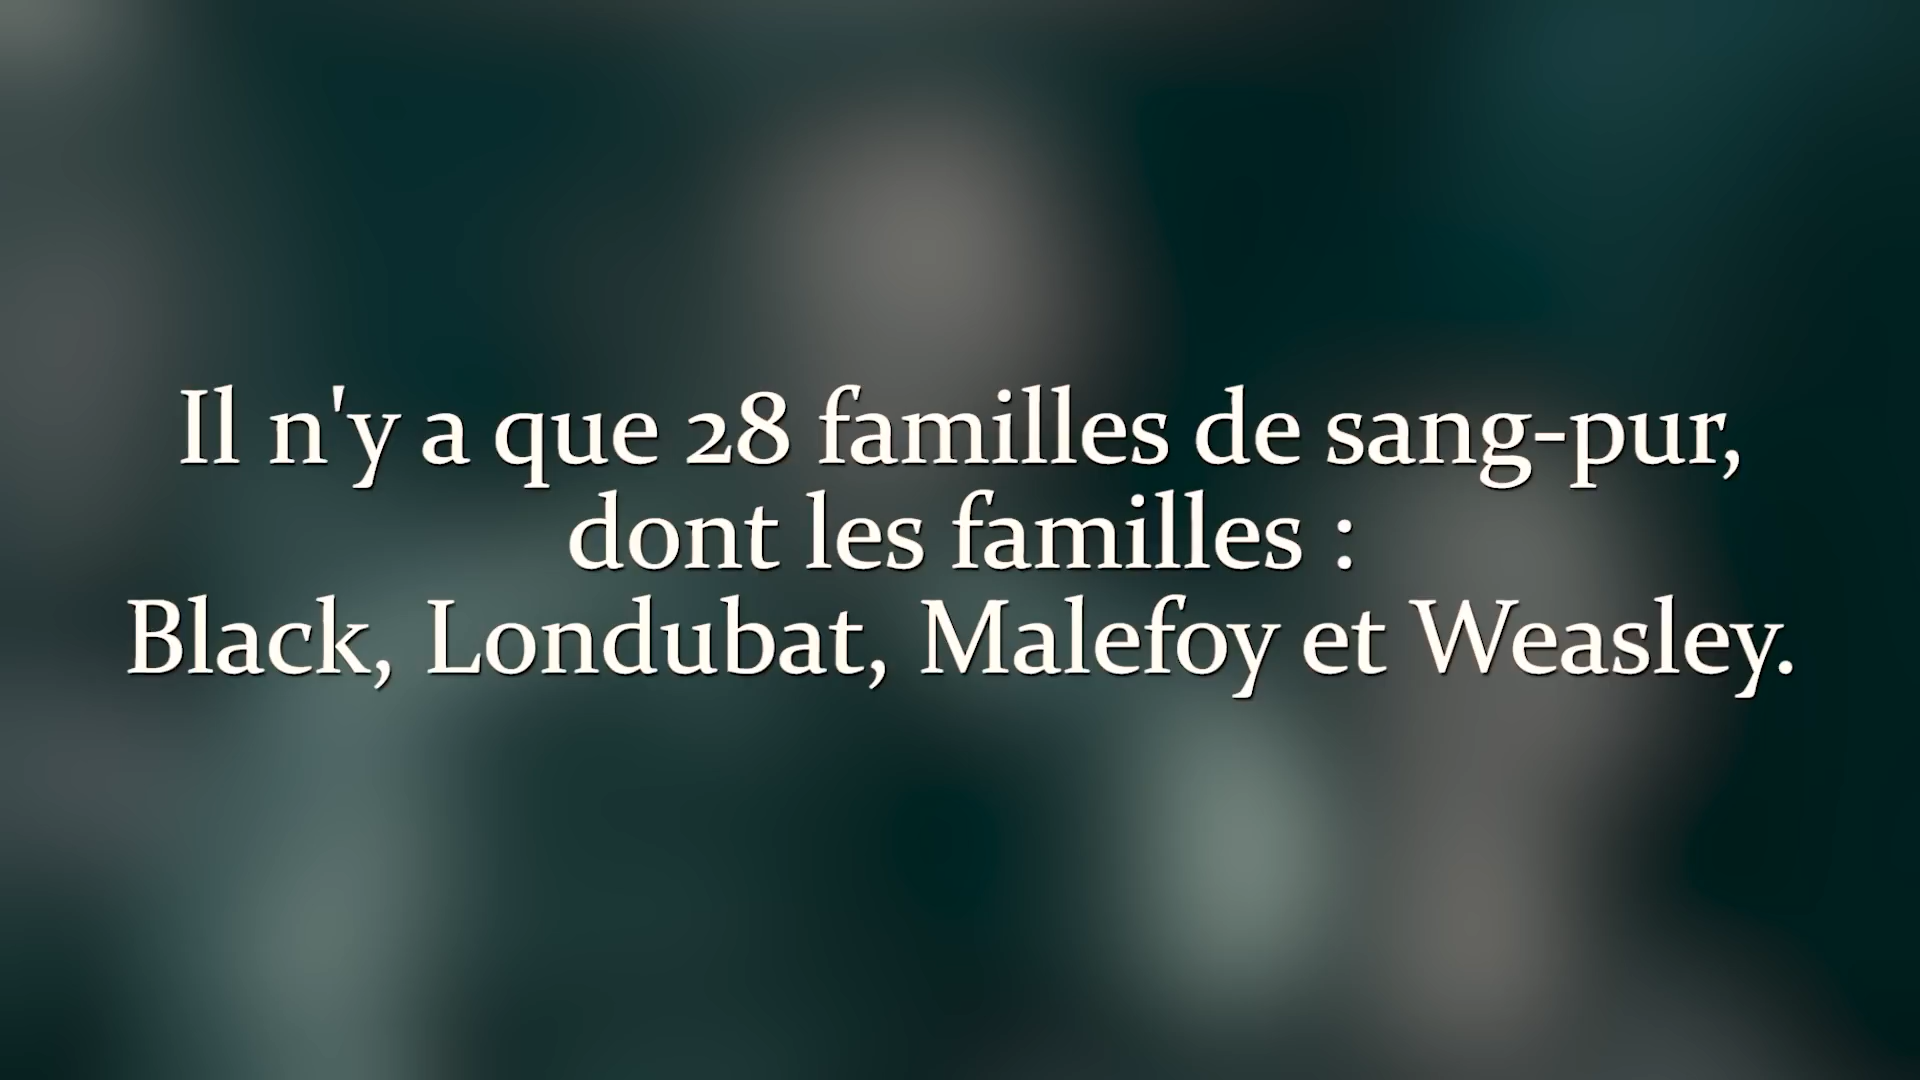 Il n'y a que 28 familles de sang-pur,
dont les familles :
Black, Londubat, Malefoy et Weasley.